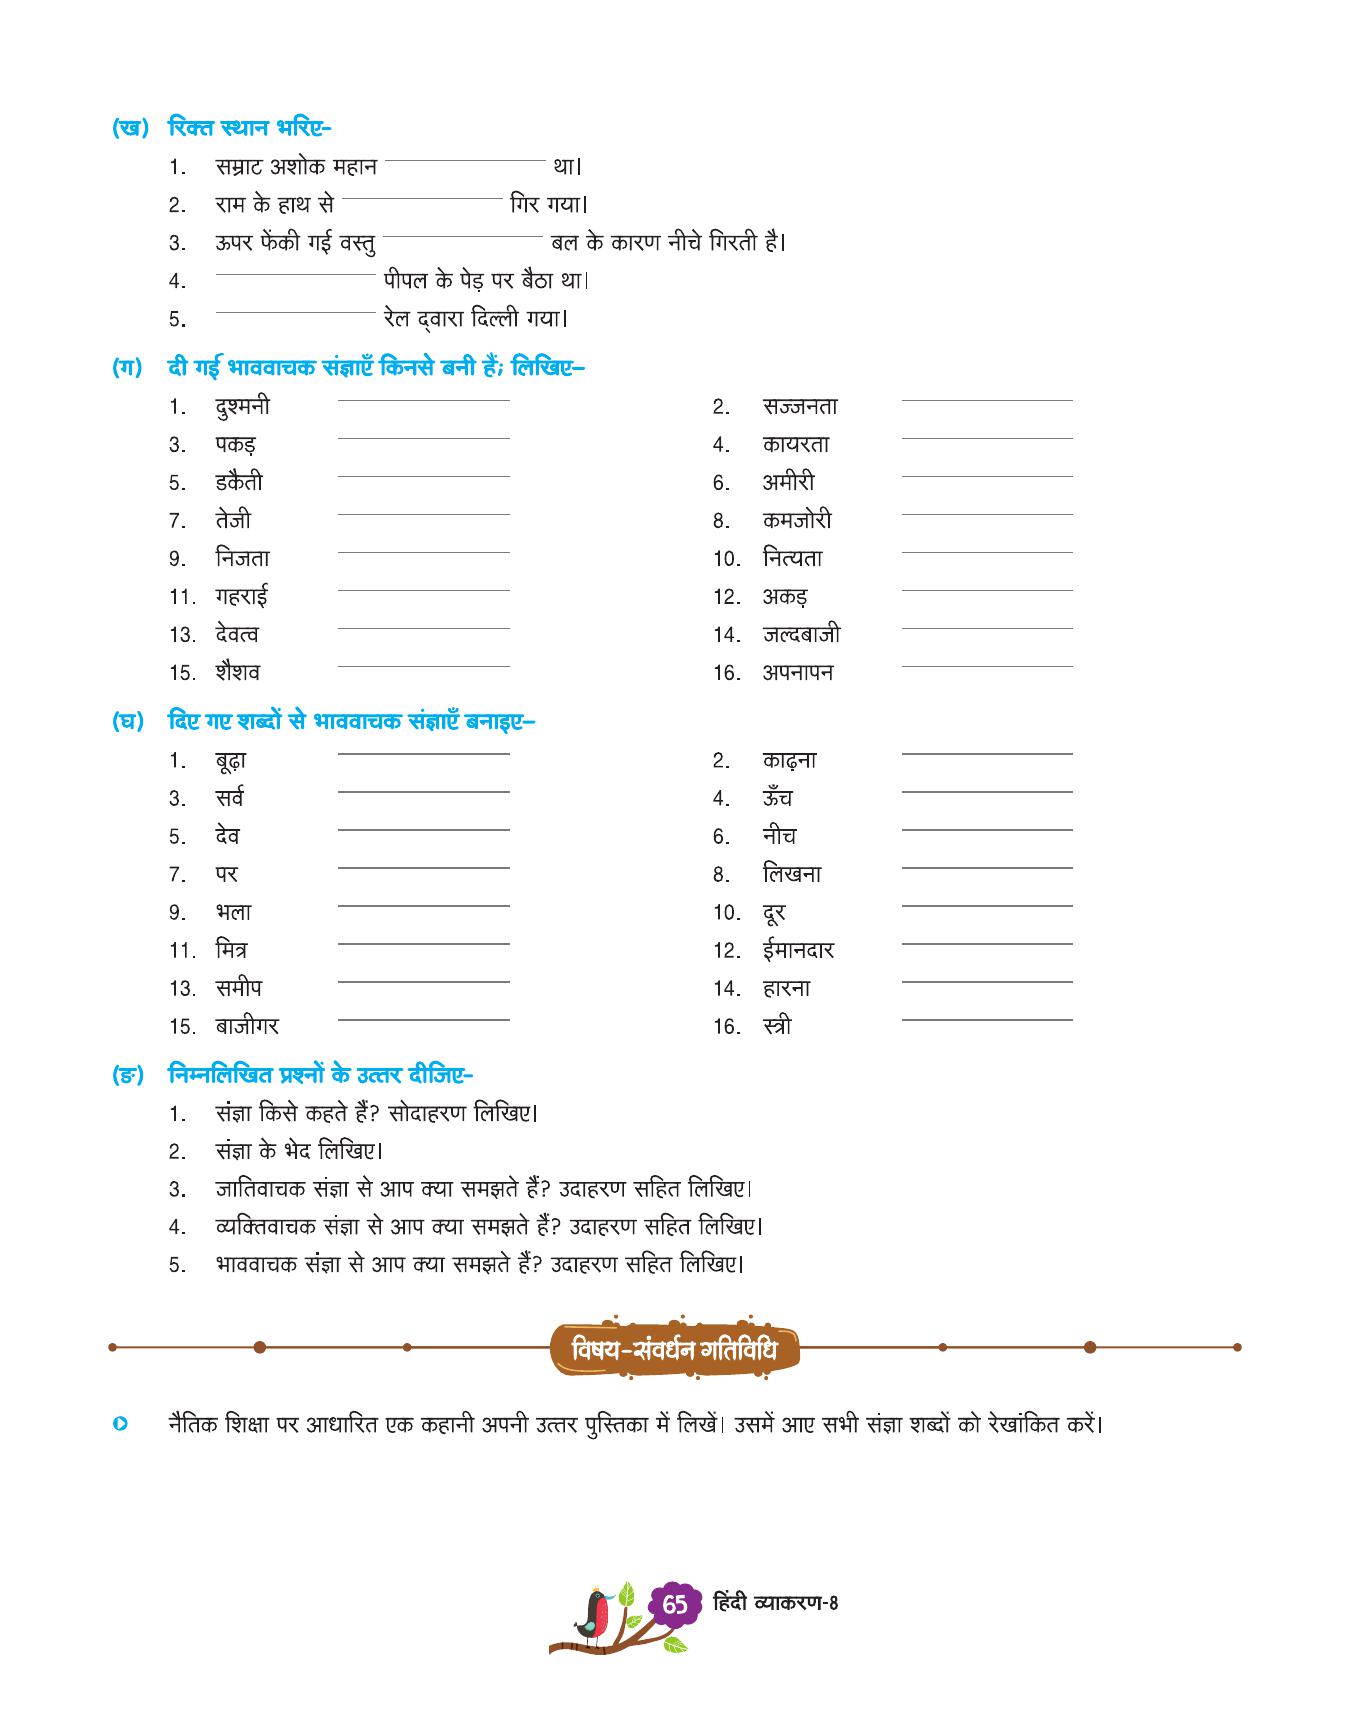 (ख) रिक्त स्थान भरिए–
1. सम्राट अशोक महान ______ था।
2. राम के हाथ से ______ गिर गया।
3. ऊपर फेंकी गई वस्तु ______ बल के कारण नीचे गिरती है।
4. ______ पीपल के पेड़ पर बैठा था।
5. ______ रेल द्वारा दिल्ली गया।
(ग) दी गई भाववाचक संज्ञाएँ किनसे बनी हैं; लिखिए–
1. दुश्मनी ______ 2. सज्जनता ______
3. पकड़ ______ 4. कायरता ______
5. डकैती ______ 6. अमीरी ______
7. तेजी ______ 8. कमजोरी ______
9. निजता ______ 10. नित्यता ______
11. गहराई ______ 12. अकड़ ______
13. देवत्व ______ 14. जल्दबाजी ______
15. शैशव ______ 16. अपनापन ______
(घ) दिए गए शब्दों से भाववाचक संज्ञाएँ बनाइए–
1. बूढ़ा ______ 2. काढ़ना ______
3. सर्व ______ 4. ऊँच ______
5. देव ______ 6. नीच ______
7. पर ______ 8. लिखना ______
9. भला ______ 10. दूर ______
11. मित्र ______ 12. ईमानदार ______
13. समीप ______ 14. हारना ______
15. बाजीगर ______ 16. स्त्री ______
(ङ) निम्नलिखित प्रश्नों के उत्तर दीजिए–
1. संज्ञा किसे कहते हैं? सोदाहरण लिखिए।
2. संज्ञा के भेद लिखिए।
3. जातिवाचक संज्ञा से आप क्या समझते हैं? उदाहरण सहित लिखिए।
4. व्यक्तिवाचक संज्ञा से आप क्या समझते हैं? उदाहरण सहित लिखिए।
5. भाववाचक संज्ञा से आप क्या समझते हैं? उदाहरण सहित लिखिए।
विषय-संवर्धन गतिविधि
नैतिक शिक्षा पर आधारित एक कहानी अपनी उत्तर पुस्तिका में लिखें। उसमें आए सभी संज्ञा शब्दों को रेखांकित करें।
65 हिंदी व्याकरण-8